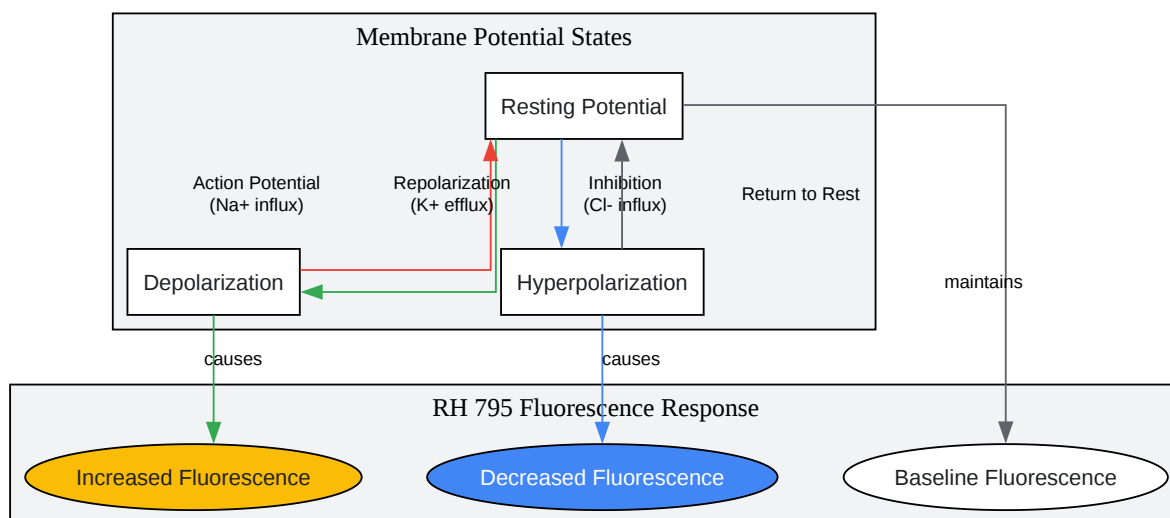 Membrane Potential States
Resting Potential
Action Potential
(Na+ influx)
Repolarization
(K+ efflux)
Inhibition
(Cl- influx)
Return to Rest
Depolarization
Hyperpolarization
maintains
causes
causes
RH 795 Fluorescence Response
Increased Fluorescence
Decreased Fluorescence
Baseline Fluorescence